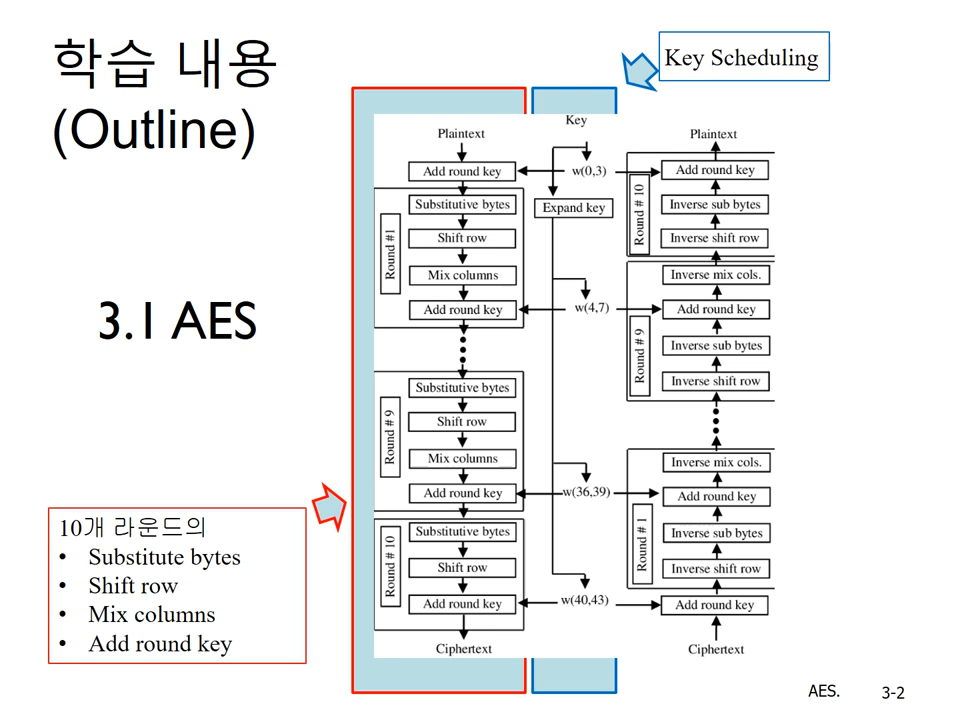 학습 내용
(Outline)
3.1 AES
10개 라운드의
• Substitute bytes
• Shift row
• Mix columns
• Add round key
Key Scheduling
Plaintext
Add round key
Round #1
Substitutive bytes
Shift row
Mix columns
Add round key
Round # 9
Substitutive bytes
Shift row
Mix columns
Add round key
Round # 10
Substitutive bytes
Shift row
Add round key
Ciphertext
Key
w(0,3)
Expand key
w(4,7)
w(36,39)
w(40,43)
Plaintext
Add round key
Round # 10
Inverse sub bytes
Inverse shift row
Inverse mix cols.
Add round key
Round # 9
Inverse sub bytes
Inverse shift row
Inverse mix cols.
Add round key
Round # 1
Inverse sub bytes
Inverse shift row
Add round key
Ciphertext
AES.
3-2